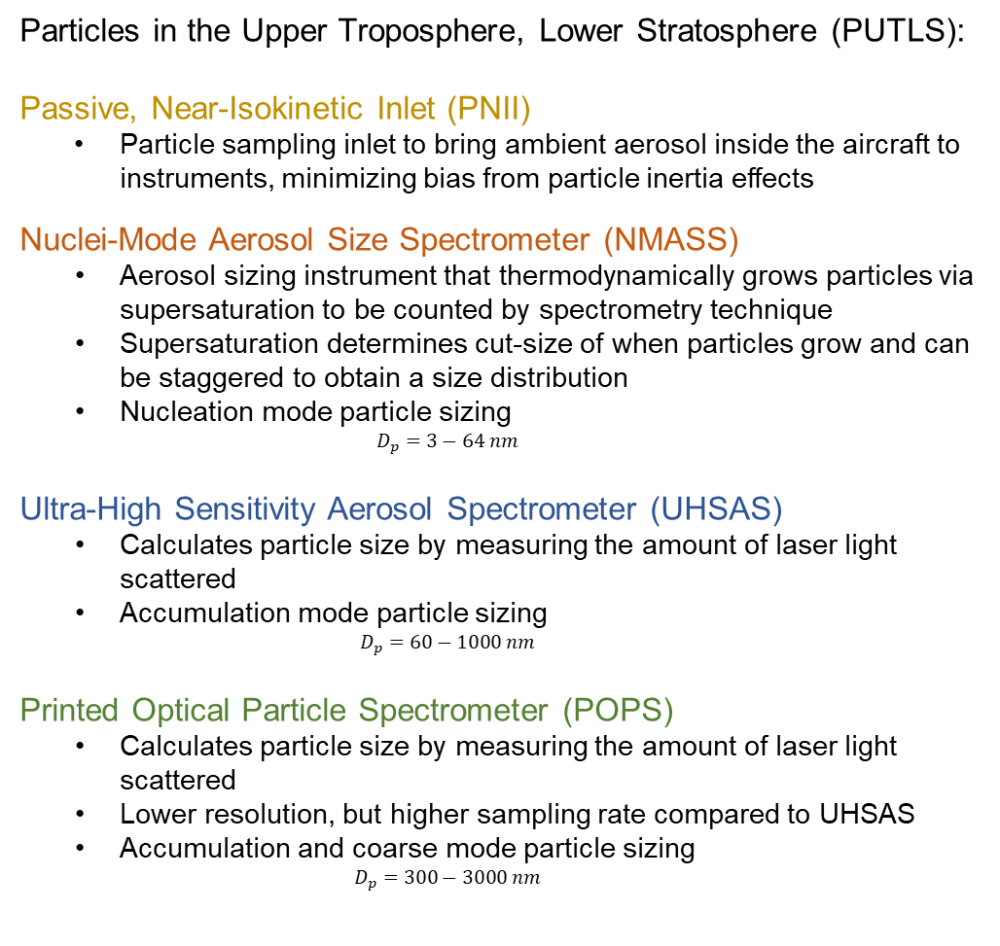 Particles in the Upper Troposphere, Lower Stratosphere (PUTLS):
Passive, Near-Isokinetic Inlet (PNII)
• Particle sampling inlet to bring ambient aerosol inside the aircraft to
instruments, minimizing bias from particle inertia effects
Nuclei-Mode Aerosol Size Spectrometer (NMASS)
• Aerosol sizing instrument that thermodynamically grows particles via
supersaturation to be counted by spectrometry technique
• Supersaturation determines cut-size of when particles grow and can
be staggered to obtain a size distribution
• Nucleation mode particle sizing
Dₚ = 3 − 64 nm
Ultra-High Sensitivity Aerosol Spectrometer (UHSAS)
• Calculates particle size by measuring the amount of laser light
scattered
• Accumulation mode particle sizing
Dₚ = 60 − 1000 nm
Printed Optical Particle Spectrometer (POPS)
• Calculates particle size by measuring the amount of laser light
scattered
• Lower resolution, but higher sampling rate compared to UHSAS
• Accumulation and coarse mode particle sizing
Dₚ = 300 − 3000 nm